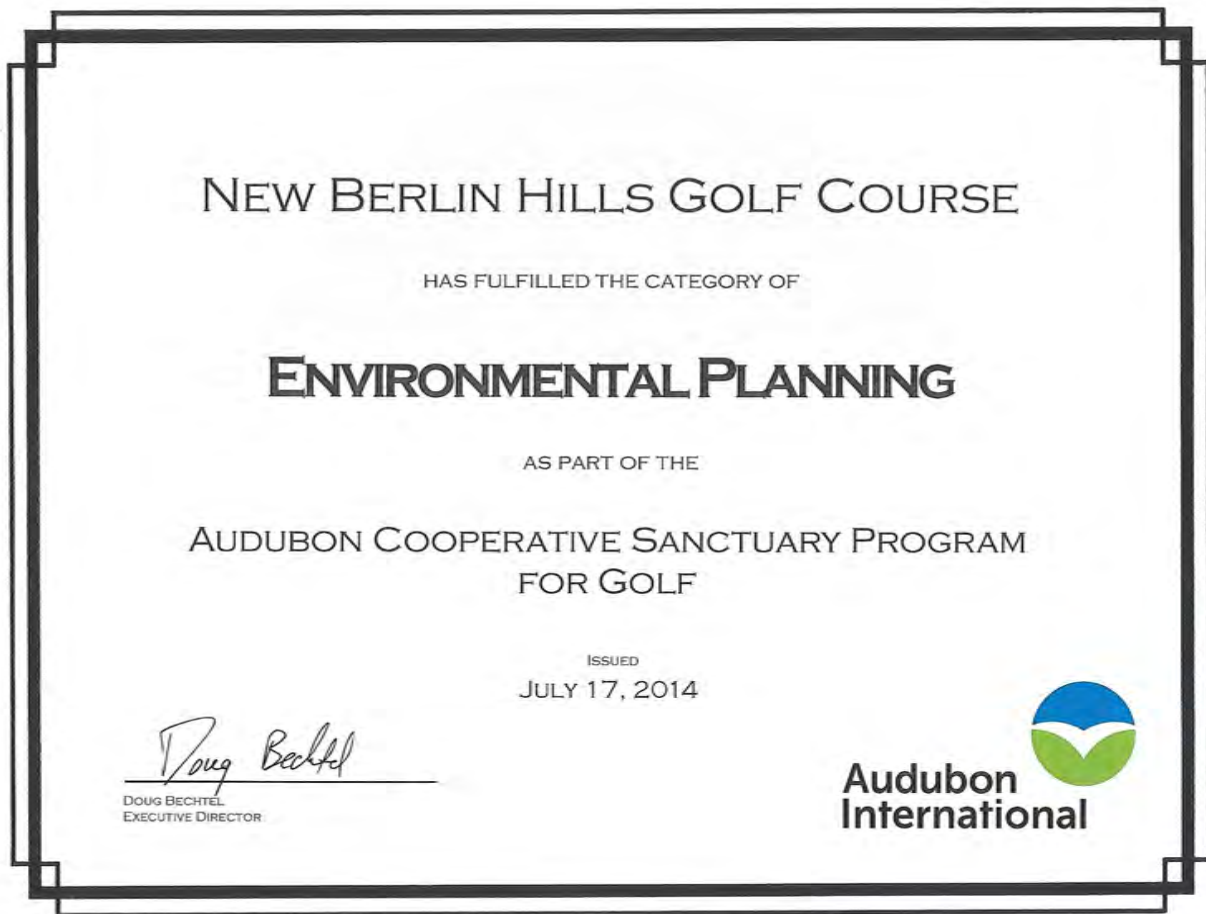 NEW BERLIN HILLS GOLF COURSE
HAS FULFILLED THE CATEGORY OF
ENVIRONMENTAL PLANNING
AS PART OF THE
AUDUBON COOPERATIVE SANCTUARY PROGRAM
FOR GOLF
ISSUED
JULY 17, 2014
Doug Bechtel
DOUG BECHTEL
EXECUTIVE DIRECTOR
Audubon
International